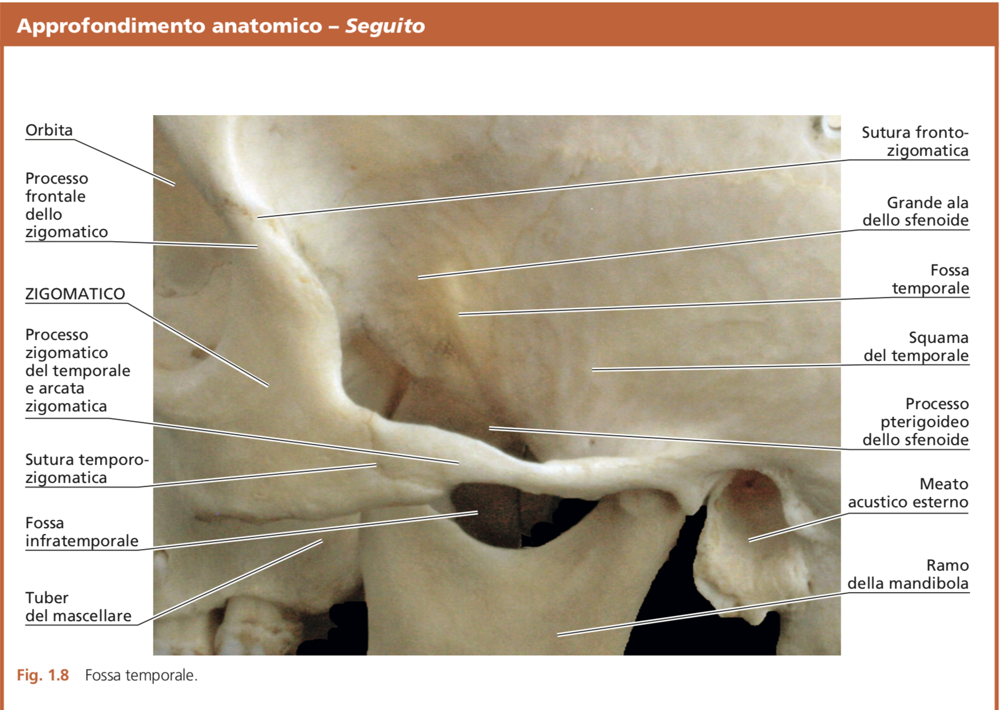 Approfondimento anatomico – Seguito
Orbita
Processo
frontale
dello
zigomatico
ZIGOMATICO
Processo
zigomatico
del temporale
e arcata
zigomatica
Sutura temporo-
zigomatica
Fossa
infratemporale
Tuber
del mascellare
Sutura fronto-
zigomatica
Grande ala
dello sfenoide
Fossa
temporale
Squama
del temporale
Processo
pterigoideo
dello sfenoide
Meato
acustico esterno
Ramo
della mandibola
Fig. 1.8 Fossa temporale.